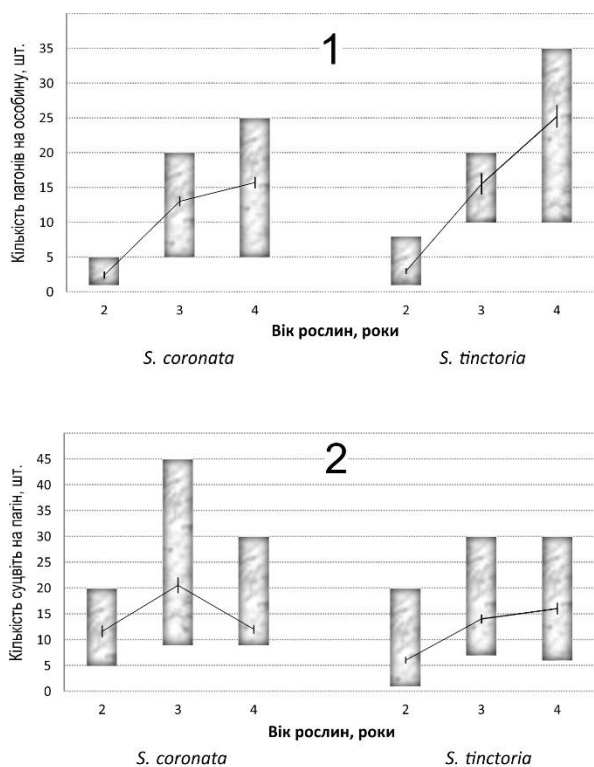 1
Кількість пагонів на особину, шт.
35
30
25
20
15
10
5
0
2 3 4 2 3 4
Вік рослин, роки
S. coronata S. tinctoria
2
Кількість суцвіть на пагін, шт.
45
40
35
30
25
20
15
10
5
0
2 3 4 2 3 4
Вік рослин, роки
S. coronata S. tinctoria